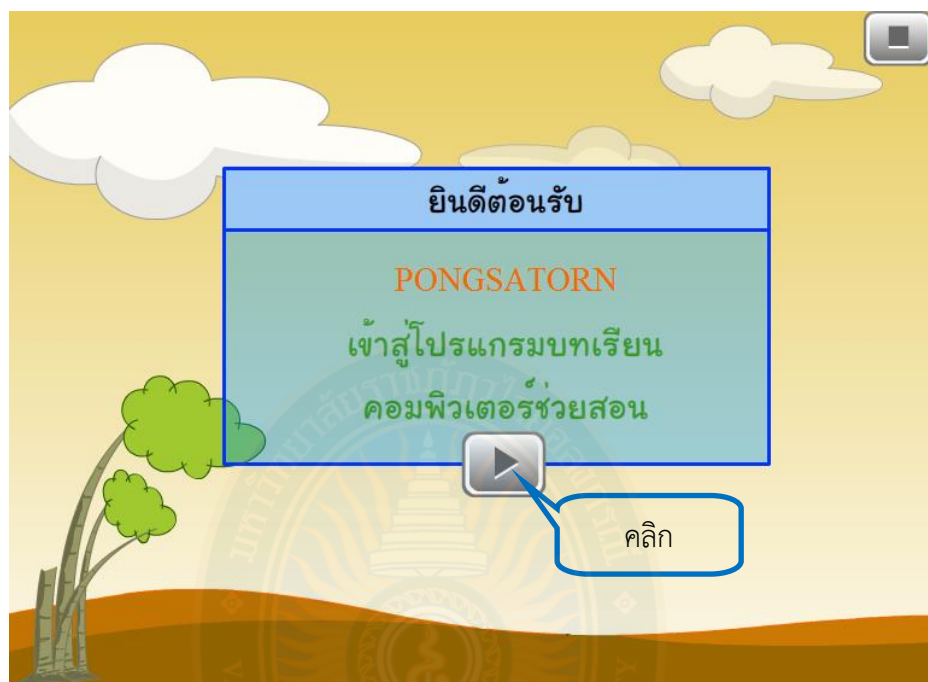 ยินดีต้อนรับ
PONGSATORN
เข้าสู่โปรแกรมบทเรียน
คอมพิวเตอร์ช่วยสอน
คลิก